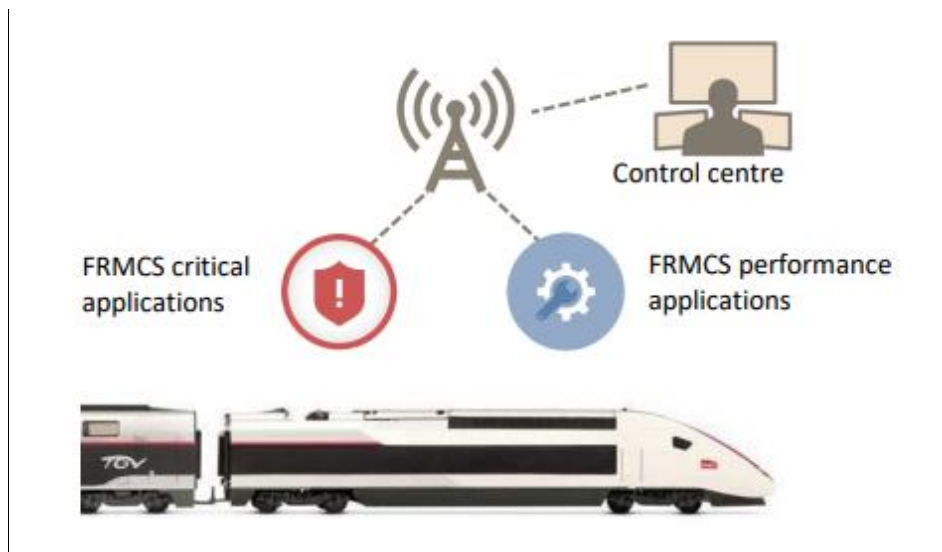 Control centre
FRMCS critical
applications
FRMCS performance
applications
TGV